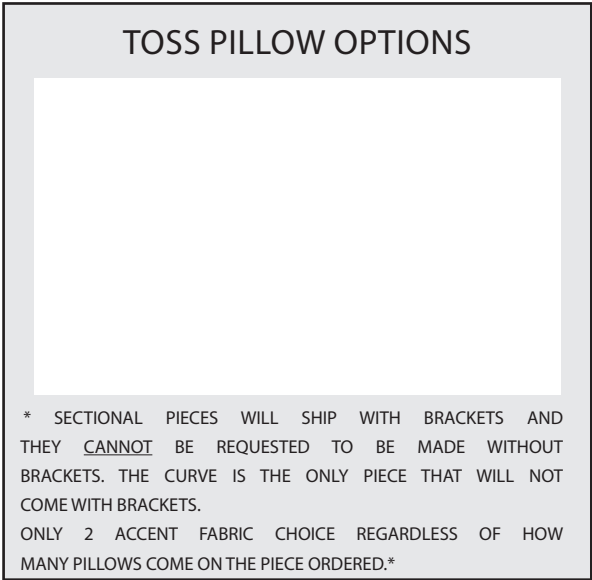 TOSS PILLOW OPTIONS
* SECTIONAL PIECES WILL SHIP WITH BRACKETS AND
THEY CANNOT BE REQUESTED TO BE MADE WITHOUT
BRACKETS. THE CURVE IS THE ONLY PIECE THAT WILL NOT
COME WITH BRACKETS.
ONLY 2 ACCENT FABRIC CHOICE REGARDLESS OF HOW
MANY PILLOWS COME ON THE PIECE ORDERED.*